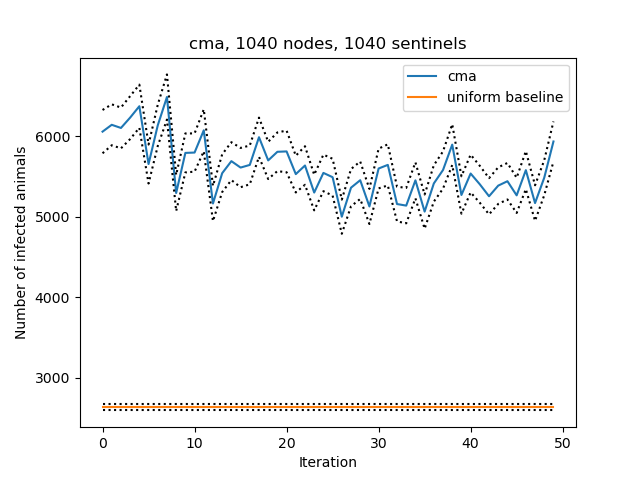 cma, 1040 nodes, 1040 sentinels
cma
uniform baseline
Number of infected animals
6000
5000
4000
3000
0 10 20 30 40 50
Iteration